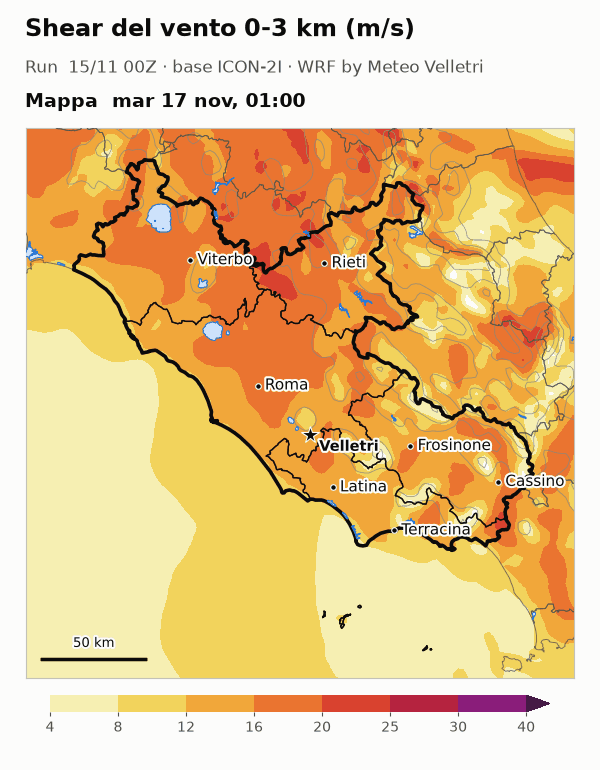 Shear del vento 0-3 km (m/s)
Run  15/11 00Z · base ICON-2I · WRF by Meteo Velletri
Mappa  mar 17 nov, 01:00
Viterbo
Rieti
Roma
Velletri
Frosinone
Latina
Cassino
Terracina
50 km
4 8 12 16 20 25 30 40